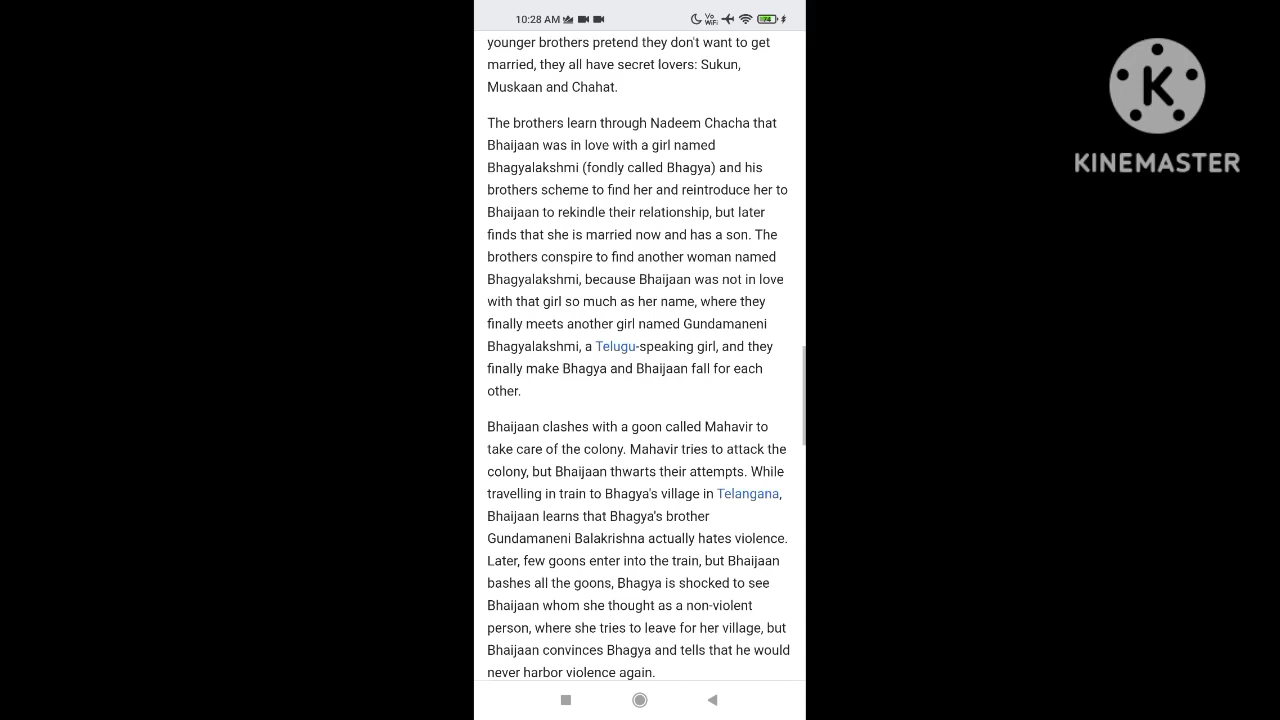 10:28 AM
Vo
WiFi
74
younger brothers pretend they don't want to get
married, they all have secret lovers: Sukun,
Muskaan and Chahat.
The brothers learn through Nadeem Chacha that
Bhaijaan was in love with a girl named
Bhagyalakshmi (fondly called Bhagya) and his
brothers scheme to find her and reintroduce her to
Bhaijaan to rekindle their relationship, but later
finds that she is married now and has a son. The
brothers conspire to find another woman named
Bhagyalakshmi, because Bhaijaan was not in love
with that girl so much as her name, where they
finally meets another girl named Gundamaneni
Bhagyalakshmi, a Telugu-speaking girl, and they
finally make Bhagya and Bhaijaan fall for each
other.
Bhaijaan clashes with a goon called Mahavir to
take care of the colony. Mahavir tries to attack the
colony, but Bhaijaan thwarts their attempts. While
travelling in train to Bhagya's village in Telangana,
Bhaijaan learns that Bhagya's brother
Gundamaneni Balakrishna actually hates violence.
Later, few goons enter into the train, but Bhaijaan
bashes all the goons, Bhagya is shocked to see
Bhaijaan whom she thought as a non-violent
person, where she tries to leave for her village, but
Bhaijaan convinces Bhagya and tells that he would
never harbor violence again.
K
KINEMASTER